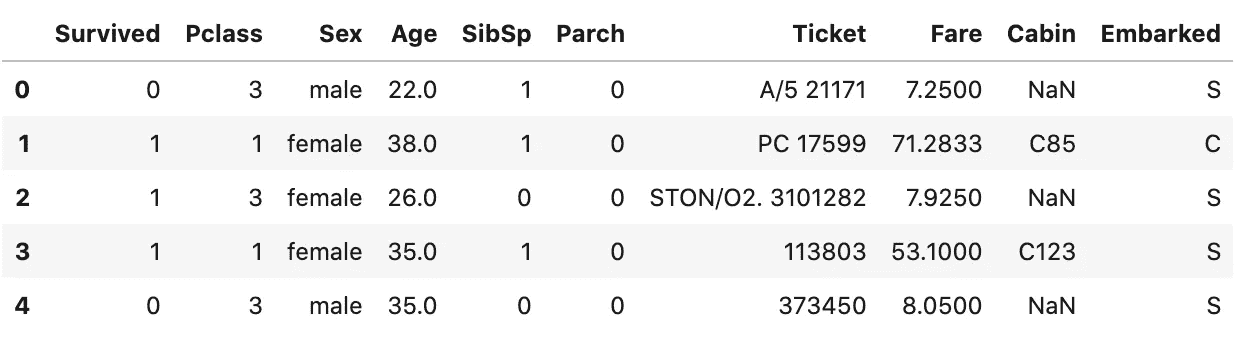 Survived Pclass Sex Age SibSp Parch Ticket Fare Cabin Embarked
0 0 3 male 22.0 1 0 A/5 21171 7.2500 NaN S
1 1 1 female 38.0 1 0 PC 17599 71.2833 C85 C
2 1 3 female 26.0 0 0 STON/O2. 3101282 7.9250 NaN S
3 1 1 female 35.0 1 0 113803 53.1000 C123 S
4 0 3 male 35.0 0 0 373450 8.0500 NaN S